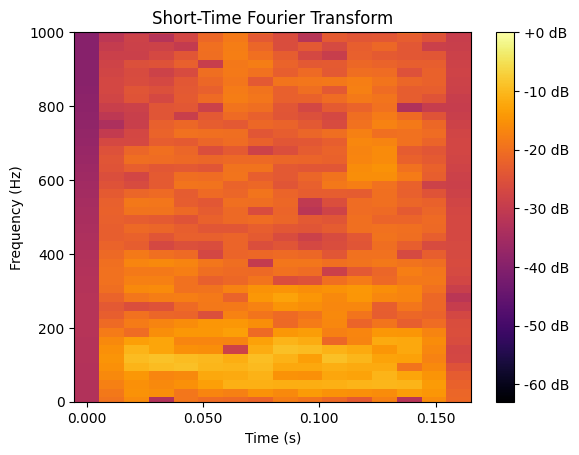 Short-Time Fourier Transform
1000
800
600
400
200
0
Frequency (Hz)
0.000
0.050
0.100
0.150
Time (s)
+0 dB
-10 dB
-20 dB
-30 dB
-40 dB
-50 dB
-60 dB